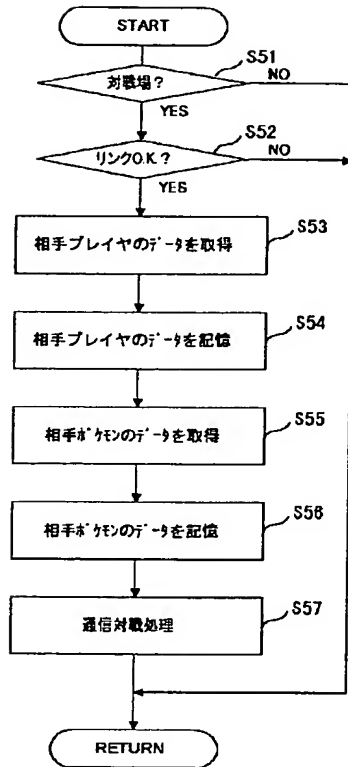 START
S51
対戦場？
NO
YES
S52
リンクO.K.？
NO
YES
S53
相手プレイヤのデータを取得
S54
相手プレイヤのデータを記憶
S55
相手ポケモンのデータを取得
S56
相手ポケモンのデータを記憶
S57
通信対戦処理
RETURN